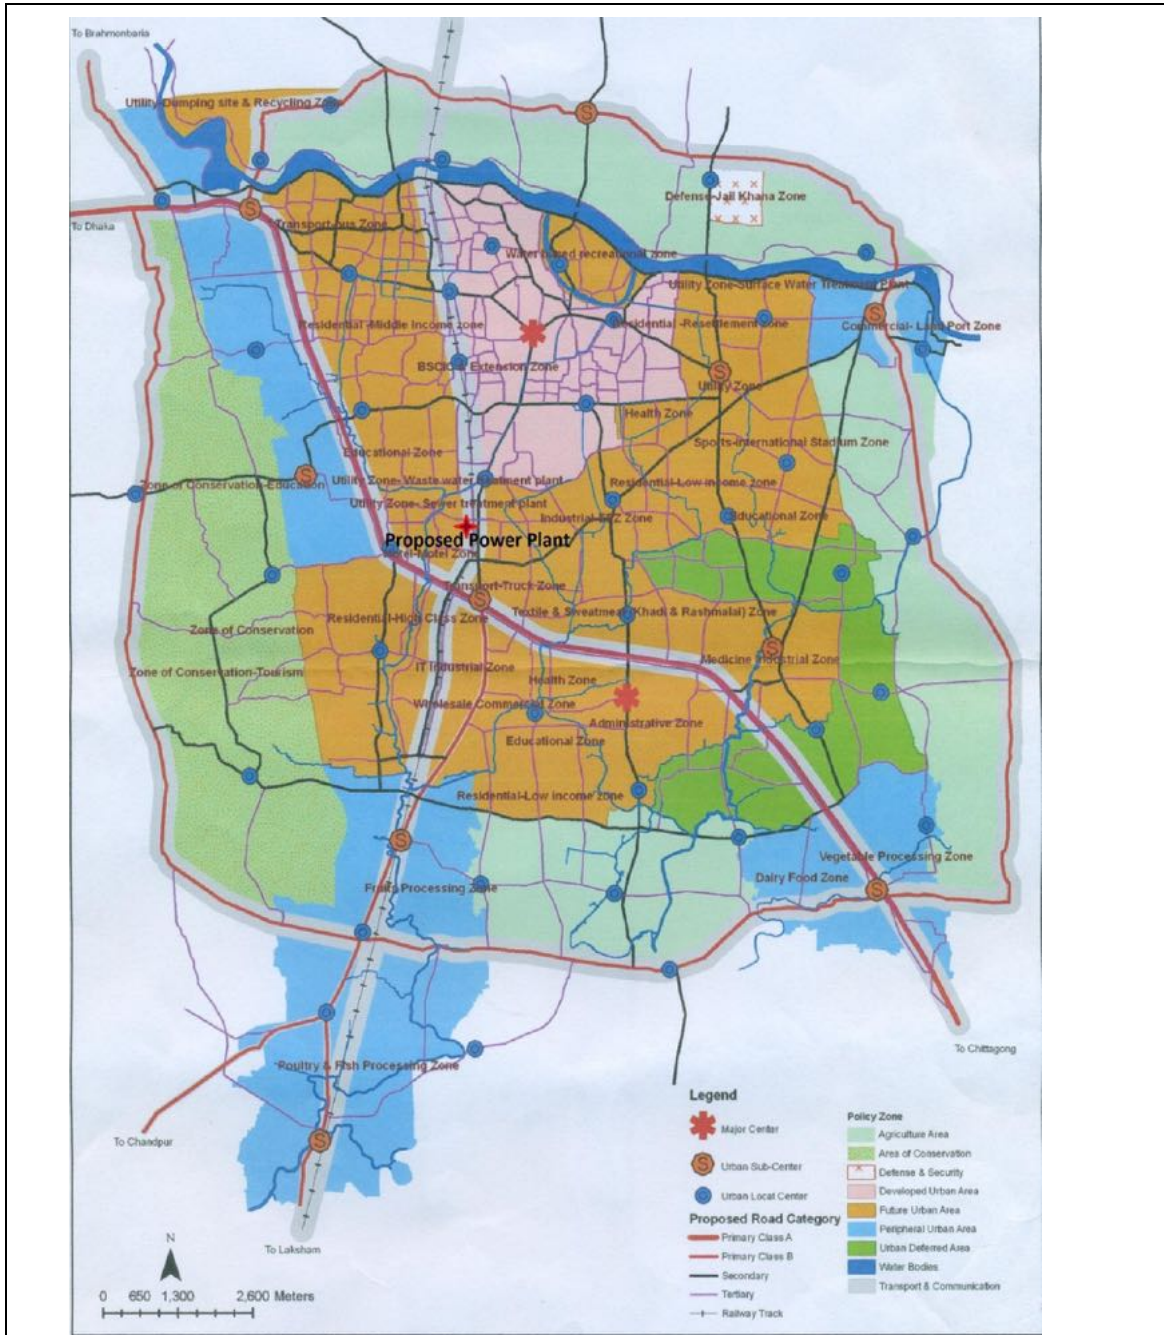 To Brahmonbaria
Utility-Dumping site & Recycling Zone
Defense-Jail Khana Zone
To Dhaka
Water based recreational zone
Utility Zone-Surface Water Treatment Plant
Residential -Middle Income zone
Residential -Resettlement Zone
Commercial- Land Port Zone
BSCIC & Extension Zone
Utility Zone
Health Zone
Sports-International Stadium Zone
Educational Zone
Utility Zone- Waste water treatment plant
Residential-Low income zone
Zone of Conservation-Education
Utility Zone- Sewer treatment plant
Industrial-EPZ Zone
Educational Zone
Proposed Power Plant
Hotel-Motel Zone
Transport-Truck Zone
Textile & Sweatmeat (Khadi & Rashmalai) Zone
Residential-High Class Zone
Zone of Conservation
Medicine Industrial Zone
Zone of Conservation-Tourism
IT Industrial Zone
Health Zone
Wholesale Commercial Zone
Administrative Zone
Educational Zone
Residential-Low income zone
Vegetable Processing Zone
Dairy Food Zone
Fruits Processing Zone
To Chittagong
Poultry & Fish Processing Zone
To Chandpur
To Laksham
Legend
Major Center
Urban Sub-Center
Urban Local Center
Proposed Road Category
Primary Class A
Primary Class B
Secondary
Tertiary
Railway Track
Policy Zone
Agriculture Area
Area of Conservation
Defense & Security
Developed Urban Area
Future Urban Area
Peripheral Urban Area
Urban Deferred Area
Water Bodies
Transport & Communication
N
0 650 1,300 2,600 Meters